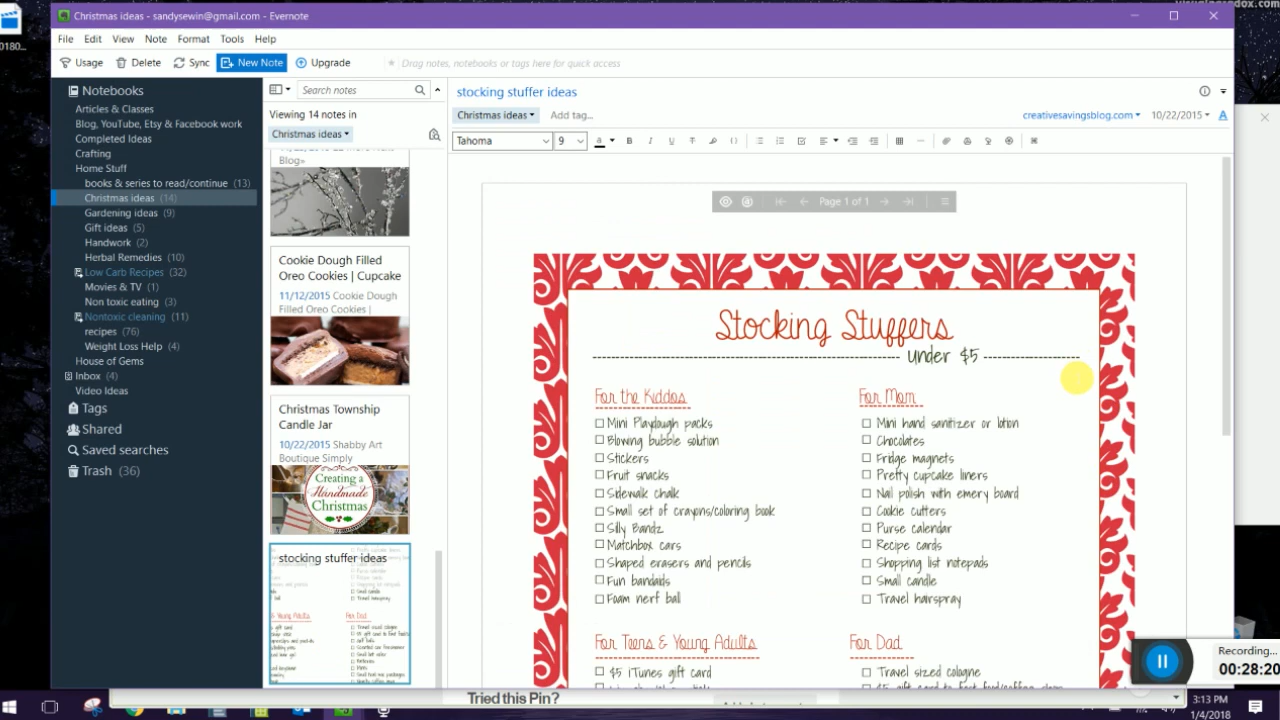 Christmas ideas - sandysewin@gmail.com - Evernote
File Edit View Note Format Tools Help
Usage Delete Sync New Note Upgrade Drag notes, notebooks or tags here for quick access
Notebooks
Articles & Classes
Blog, YouTube, Etsy & Facebook work
Completed Ideas
Crafting
Home Stuff
books & series to read/continue (13)
Christmas ideas (14)
Gardening ideas (9)
Gift ideas (5)
Handwork (2)
Herbal Remedies (10)
Low Carb Recipes (32)
Movies & TV (1)
Non toxic eating (3)
Nontoxic cleaning (11)
recipes (76)
Weight Loss Help (4)
House of Gems
Inbox (4)
Video Ideas
Tags
Shared
Saved searches
Trash (36)
Search notes
Viewing 14 notes in
Christmas ideas
Blog»
Cookie Dough Filled
Oreo Cookies | Cupcake
11/12/2015 Cookie Dough
Filled Oreo Cookies |
Christmas Township
Candle Jar
10/22/2015 Shabby Art
Boutique Simply
Creating a
Handmade
Christmas
stocking stuffer ideas
stocking stuffer ideas
Christmas ideas Add tag...
creativesavingsblog.com 10/22/2015
Tahoma 9
Page 1 of 1
Stocking Stuffers
Under $5
For the Kiddos
Mini Playdough packs
Blowing bubble solution
Stickers
Fruit snacks
Sidewalk chalk
Small set of crayons/coloring book
Silly Bandz
Matchbox cars
Shaped erasers and pencils
Fun bandaids
Foam nerf ball
For Mom
Mini hand sanitizer or lotion
Chocolates
Fridge magnets
Pretty cupcake liners
Nail polish with emery board
Cookie cutters
Purse calendar
Recipe cards
Shopping list notepads
Small candle
Travel hairspray
For Teens & Young Adults
$5 iTunes gift card
For Dad
Travel sized cologne
Recording...
00:28:20
Tried this Pin?
3:13 PM
1/4/2018